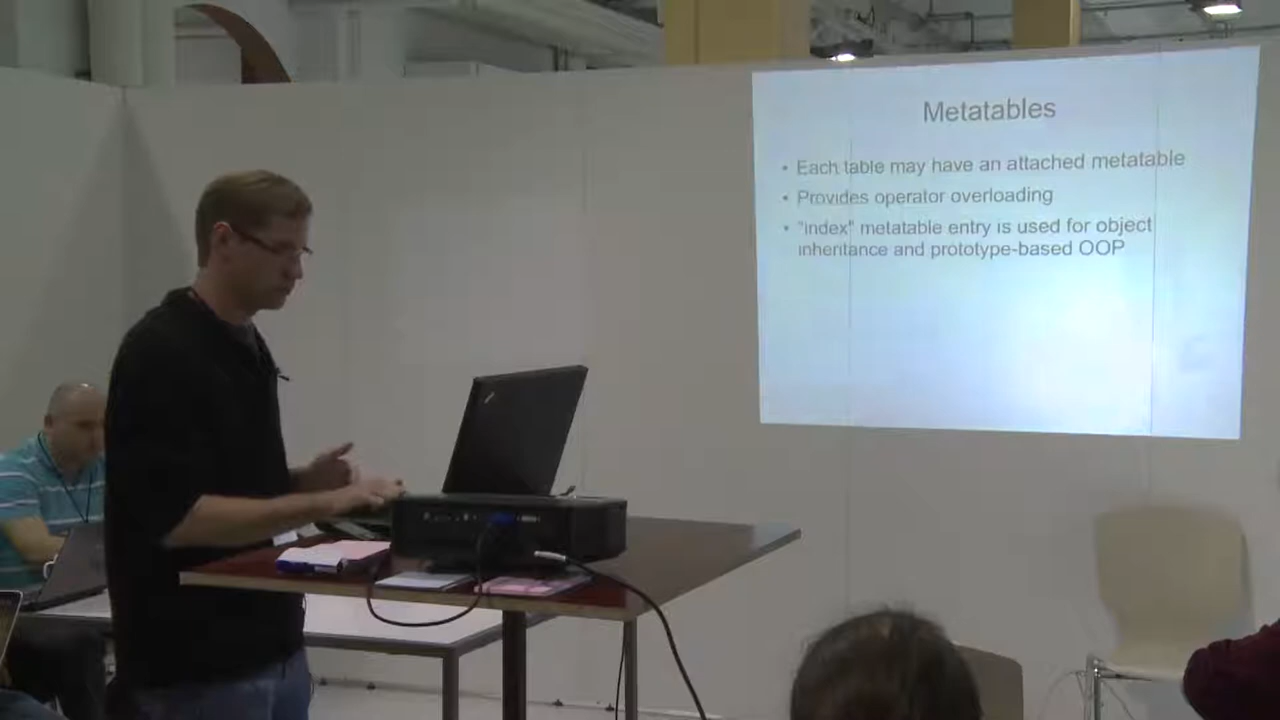 Metatables
• Each table may have an attached metatable
• Provides operator overloading
• "index" metatable entry is used for object
inheritance and prototype-based OOP